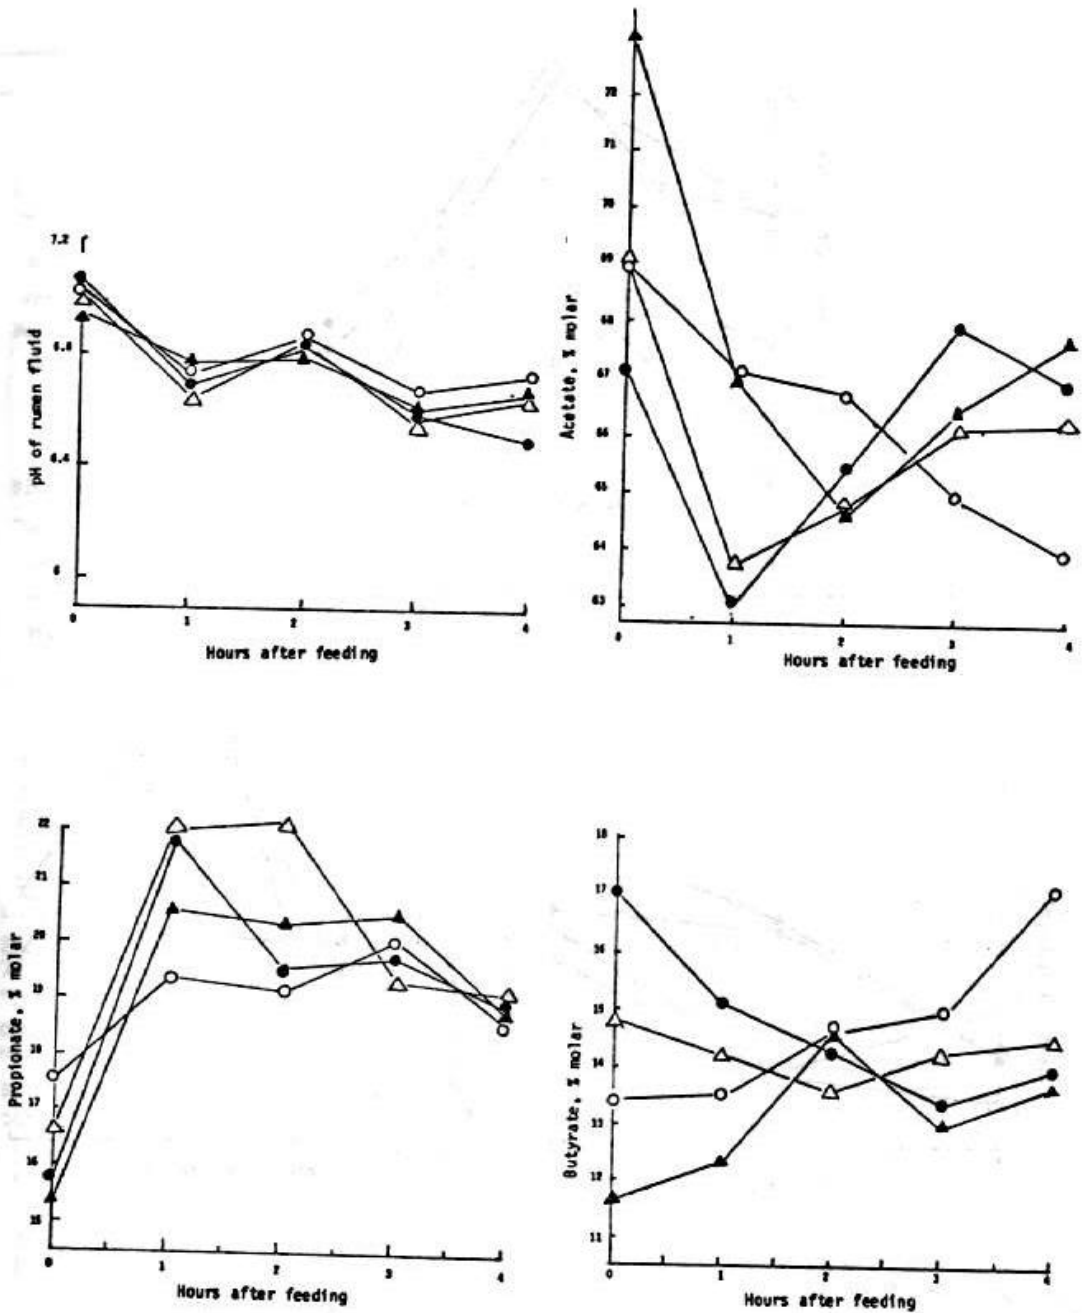 7.2
6.8
6.4
6
pH of rumen fluid
0 1 2 3 4
Hours after feeding
72
71
70
69
68
67
66
65
64
63
Acetate, % molar
0 1 2 3 4
Hours after feeding
22
21
20
19
18
17
16
15
Propionate, % molar
0 1 2 3 4
Hours after feeding
18
17
16
15
14
13
12
11
Butyrate, % molar
0 1 2 3 4
Hours after feeding